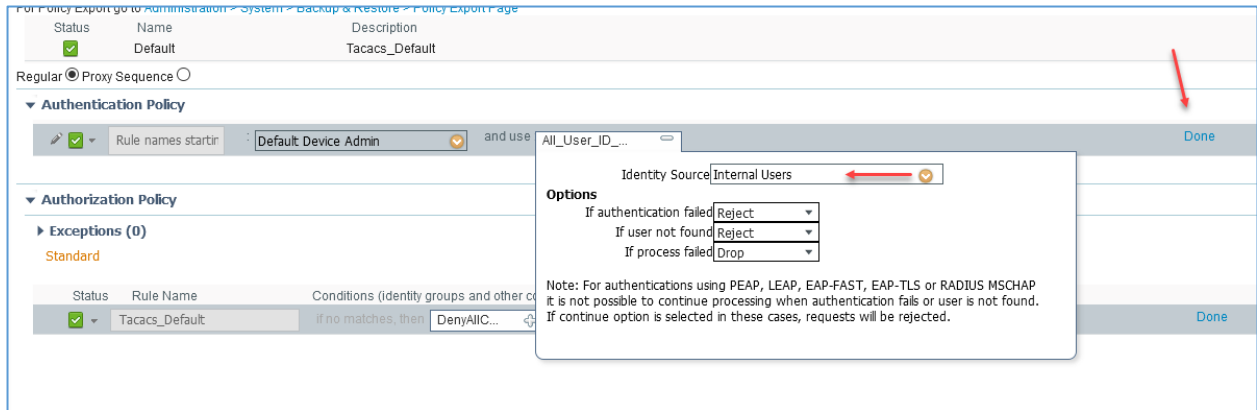 For Policy Export go to Administration > System > Backup & Restore > Policy Export Page
Status Name Description
Default Tacacs_Default
Regular Proxy Sequence
Authentication Policy
Rule names startir : Default Device Admin and use All_User_ID_... Done
Identity Source Internal Users
Options
If authentication failed Reject
If user not found Reject
If process failed Drop
Note: For authentications using PEAP, LEAP, EAP-FAST, EAP-TLS or RADIUS MSCHAP
it is not possible to continue processing when authentication fails or user is not found.
If continue option is selected in these cases, requests will be rejected.
Authorization Policy
Exceptions (0)
Standard
Status Rule Name Conditions (identity groups and other co
Tacacs_Default if no matches, then DenyAllC... Done